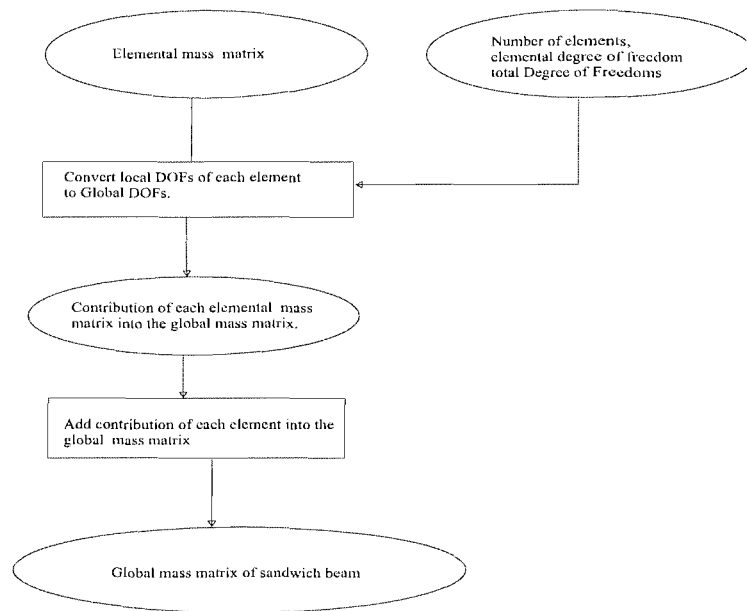 Elemental mass matrix
Number of elements,
elemental degree of freedom
total Degree of Freedoms
Convert local DOFs of each element
to Global DOFs.
Contribution of each elemental mass
matrix into the global mass matrix.
Add contribution of each element into the
global mass matrix
Global mass matrix of sandwich beam